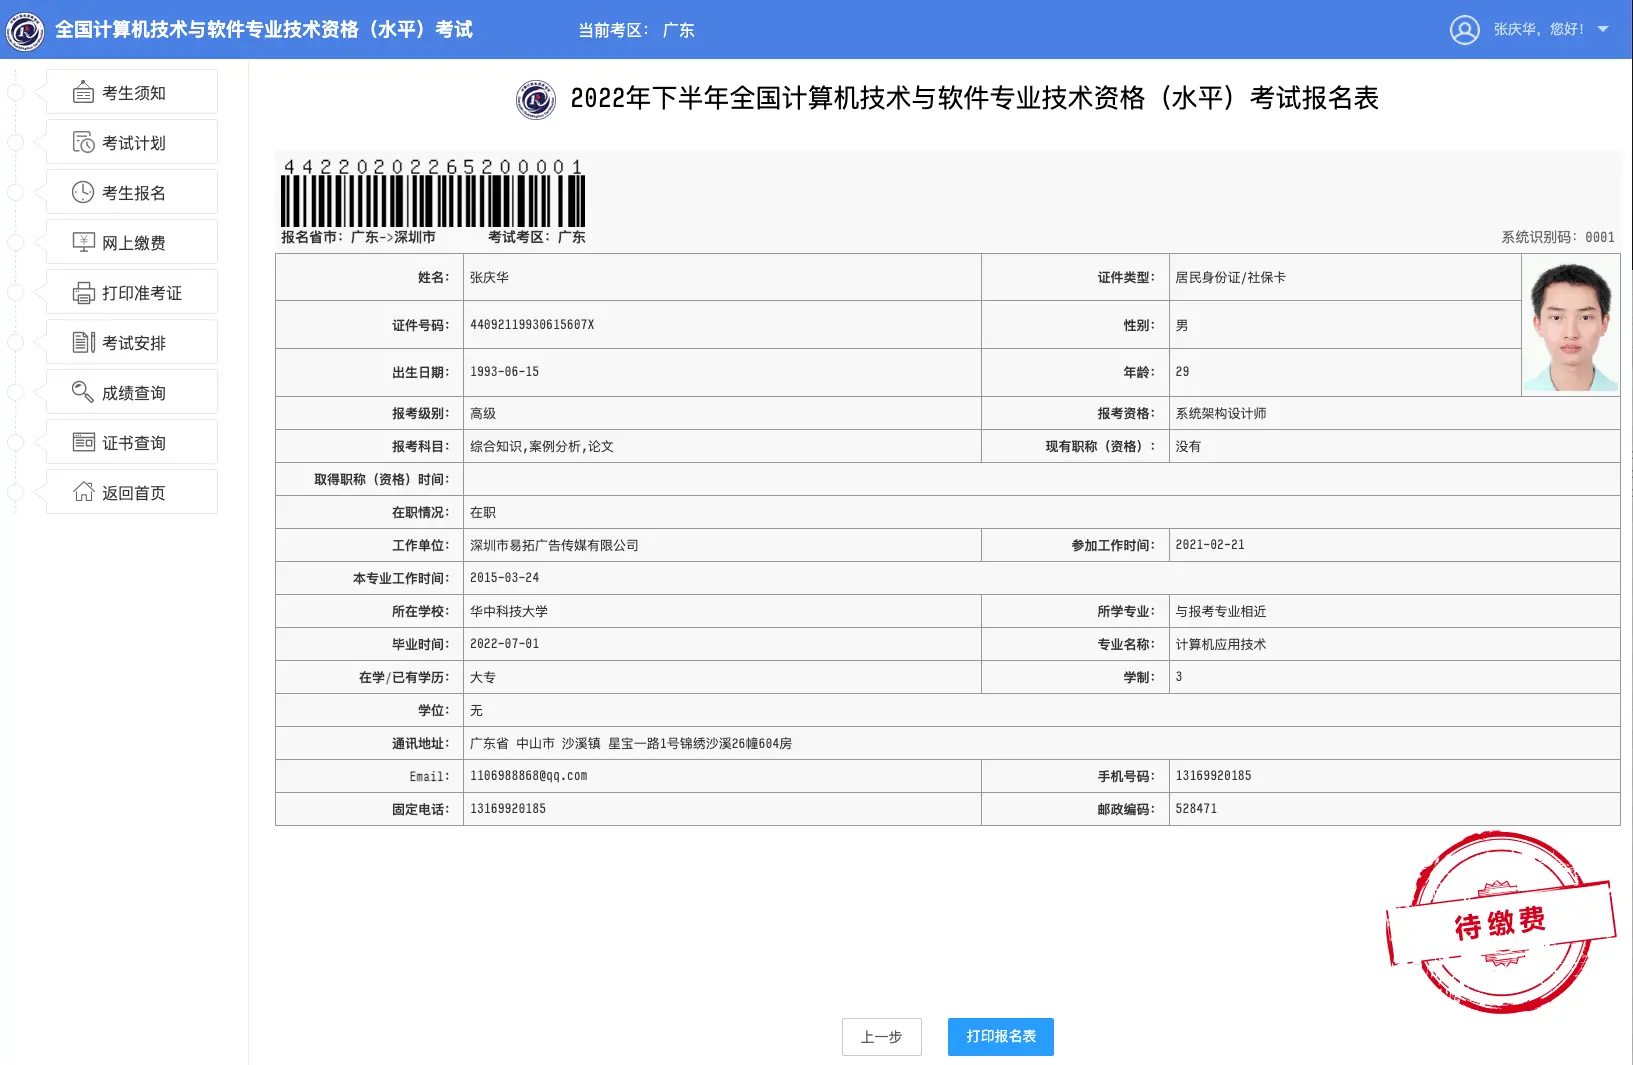 全国计算机技术与软件专业技术资格（水平）考试
当前考区： 广东
张庆华，您好！
考生须知
考试计划
考生报名
网上缴费
打印准考证
考试安排
成绩查询
证书查询
返回首页
2022年下半年全国计算机技术与软件专业技术资格（水平）考试报名表
44220202265200001
报名省市：广东->深圳市 考试考区：广东
系统识别码：0001
姓名： 张庆华 证件类型： 居民身份证/社保卡
证件号码： 44092119930615607X 性别： 男
出生日期： 1993-06-15 年龄： 29
报考级别： 高级 报考资格： 系统架构设计师
报考科目： 综合知识,案例分析,论文 现有职称（资格）： 没有
取得职称（资格）时间：
在职情况： 在职
工作单位： 深圳市易拓广告传媒有限公司 参加工作时间： 2021-02-21
本专业工作时间： 2015-03-24
所在学校： 华中科技大学 所学专业： 与报考专业相近
毕业时间： 2022-07-01 专业名称： 计算机应用技术
在学/已有学历： 大专 学制： 3
学位： 无
通讯地址： 广东省 中山市 沙溪镇 星宝一路1号锦绣沙溪26幢604房
Email： 1106988868@qq.com 手机号码： 13169920185
固定电话： 13169920185 邮政编码： 528471
待缴费
上一步
打印报名表